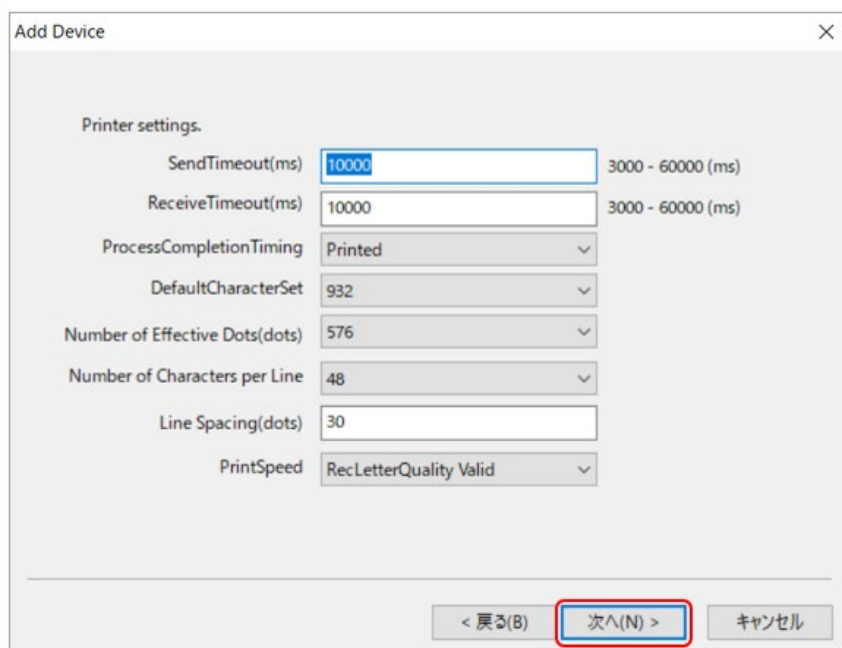 Add Device
Printer settings.
SendTimeout(ms) 10000 3000 - 60000 (ms)
ReceiveTimeout(ms) 10000 3000 - 60000 (ms)
ProcessCompletionTiming Printed
DefaultCharacterSet 932
Number of Effective Dots(dots) 576
Number of Characters per Line 48
Line Spacing(dots) 30
PrintSpeed RecLetterQuality Valid
< 戻る(B) 次へ(N) > キャンセル